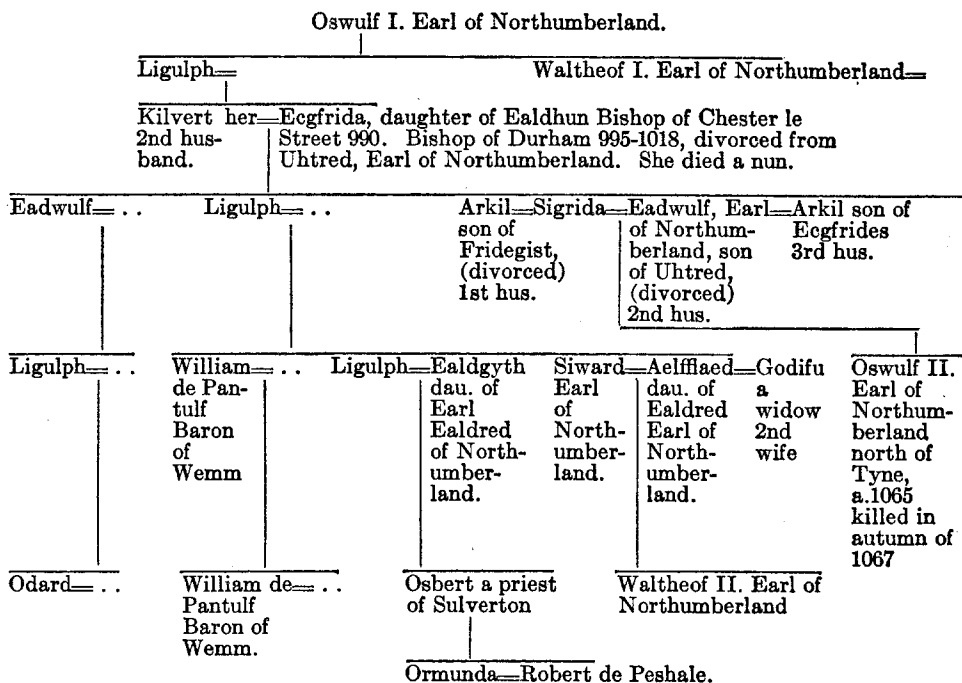 Oswulf I. Earl of Northumberland.
Ligulph=
Waltheof I. Earl of Northumberland=
Kilvert her=Ecgfrida, daughter of Ealdhun Bishop of Chester le
2nd hus-
band.
Street 990. Bishop of Durham 995-1018, divorced from
Uhtred, Earl of Northumberland. She died a nun.
Eadwulf=. .
Ligulph=. .
Arkil=Sigrida=Eadwulf, Earl=Arkil son of
son of
Fridegist,
(divorced)
1st hus.
of Northum-
berland, son
of Uhtred,
(divorced)
2nd hus.
Ecgfrides
3rd hus.
Ligulph=. .
William=. .
de Pan-
tulf
Baron
of
Wemm
Ligulph=Ealdgyth
dau. of
Earl
Ealdred
of North-
umber-
land.
Siward=Aelfflaed=Godifu
Earl
of
North-
umber-
land.
dau. of
Ealdred
Earl of
North-
umber-
land.
a
widow
2nd
wife
Oswulf II.
Earl of
Northum-
berland
north of
Tyne,
a.1065
killed in
autumn of
1067
Odard=. .
William de=. .
Pantulf
Baron of
Wemm.
Osbert a priest
of Sulverton
Waltheof II. Earl of
Northumberland
Ormunda=Robert de Peshale.